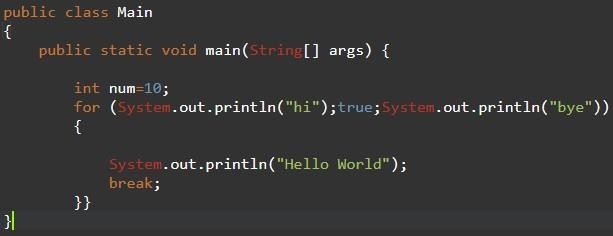 public class Main
{
    public static void main(String[] args) {

        int num=10;
        for (System.out.println("hi");true;System.out.println("bye"))
        {

            System.out.println("Hello World");
            break;
        }}
}